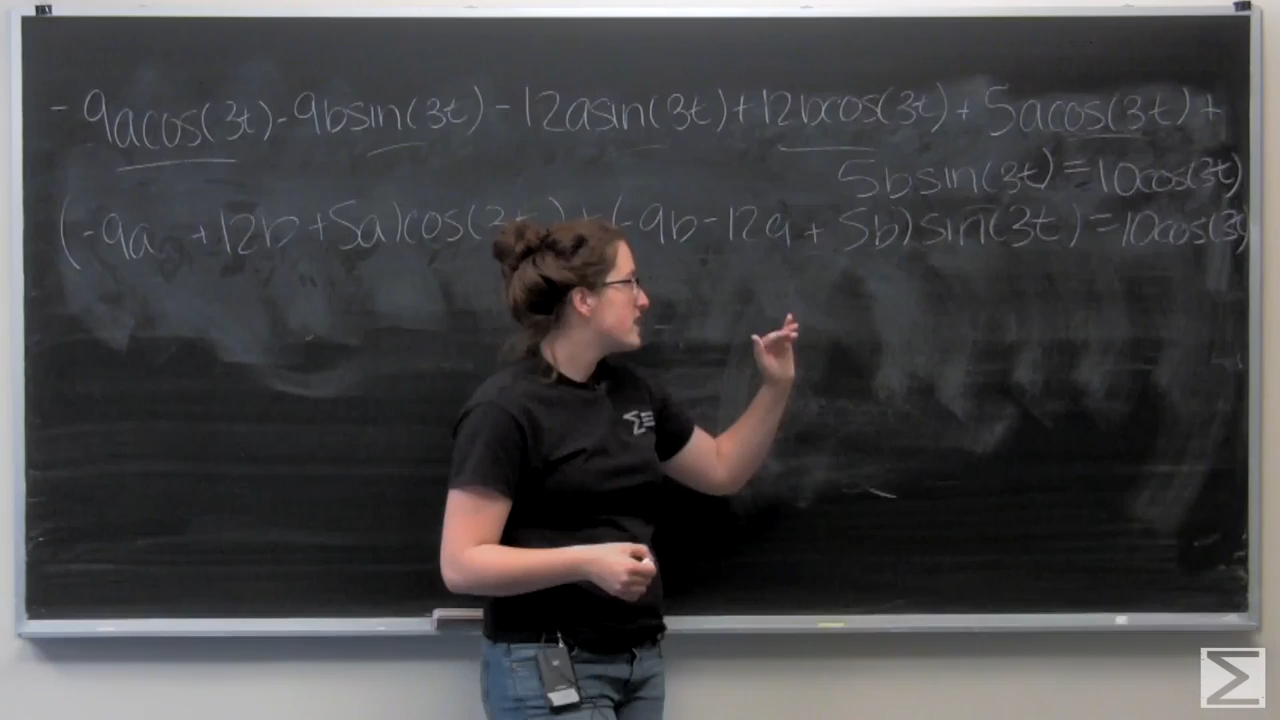 -9acos(3t)-9bsin(3t)-12asin(3t)+12bcos(3t)+5acos(3t)+
5bsin(3t)=10cos(3t)
(-9a +12b+5a)cos(3t)+(-9b-12a+5b)sin(3t)=10cos(3t)
Σ